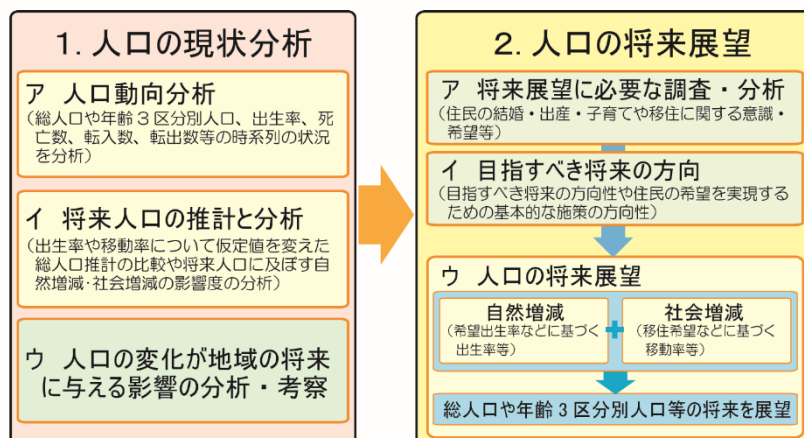 1. 人口の現状分析
ア 人口動向分析
(総人口や年齢3区分別人口、出生率、死
亡数、転入数、転出数等の時系列の状況
を分析)
イ 将来人口の推計と分析
(出生率や移動率について仮定値を変えた
総人口推計の比較や将来人口に及ぼす自
然増減・社会増減の影響度の分析)
ウ 人口の変化が地域の将来
に与える影響の分析・考察
2. 人口の将来展望
ア 将来展望に必要な調査・分析
(住民の結婚・出産・子育てや移住に関する意識・
希望等)
イ 目指すべき将来の方向
(目指すべき将来の方向性や住民の希望を実現する
ための基本的な施策の方向性)
ウ 人口の将来展望
自然増減
(希望出生率などに基づく
出生率等)
+
社会増減
(移住希望などに基づく
移動率等)
総人口や年齢3区分別人口等の将来を展望